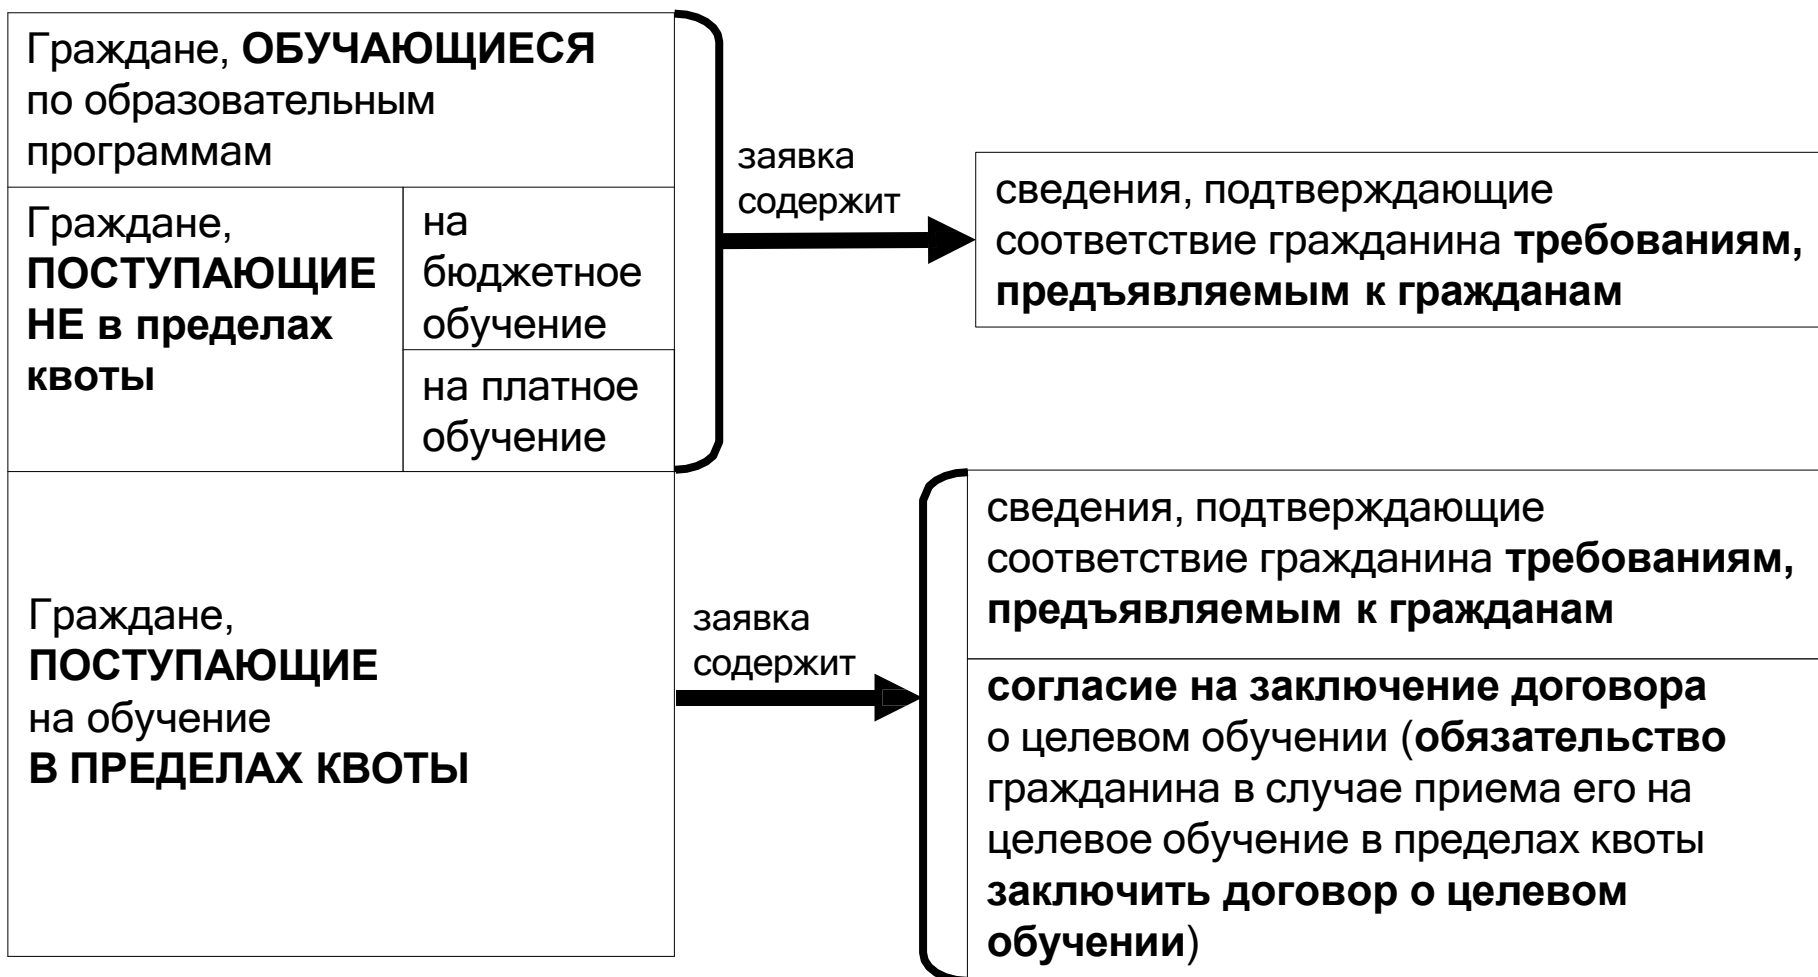 Граждане, ОБУЧАЮЩИЕСЯ
по образовательным
программам
Граждане,
ПОСТУПАЮЩИЕ
НЕ в пределах
квоты
на
бюджетное
обучение
на платное
обучение
заявка
содержит
сведения, подтверждающие
соответствие гражданина требованиям,
предъявляемым к гражданам
Граждане,
ПОСТУПАЮЩИЕ
на обучение
В ПРЕДЕЛАХ КВОТЫ
заявка
содержит
сведения, подтверждающие
соответствие гражданина требованиям,
предъявляемым к гражданам
согласие на заключение договора
о целевом обучении (обязательство
гражданина в случае приема его на
целевое обучение в пределах квоты
заключить договор о целевом
обучении)